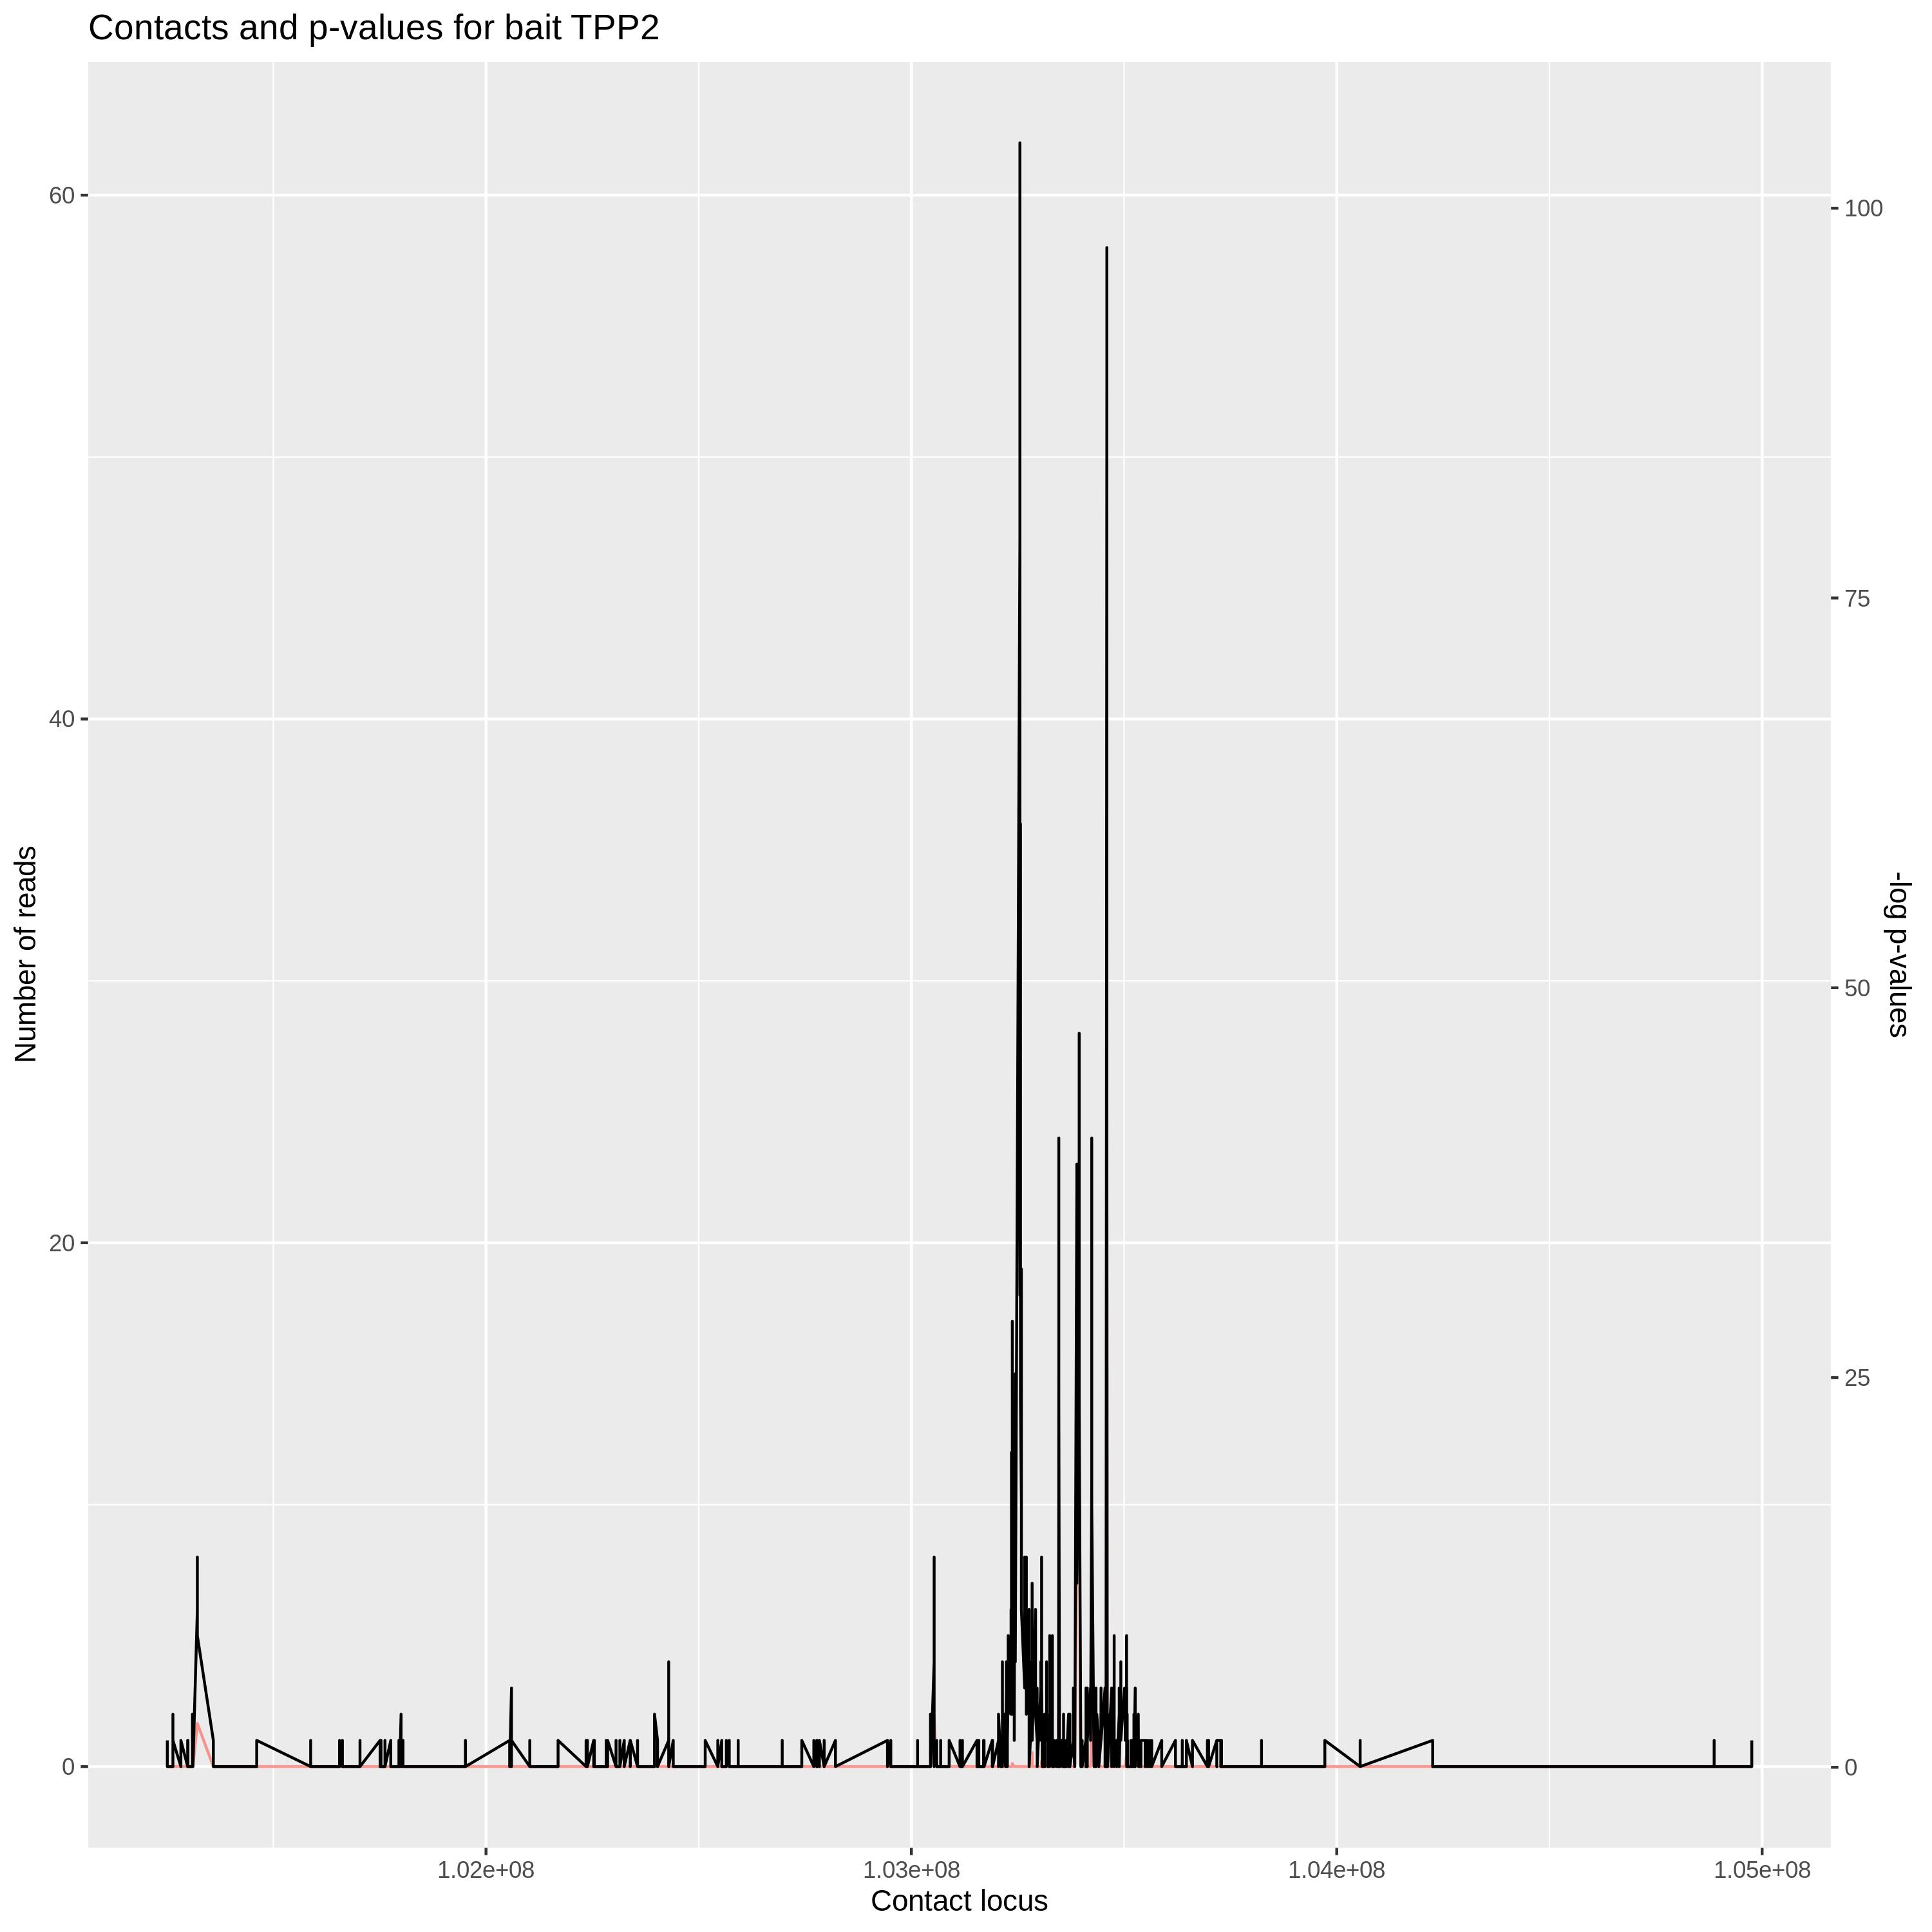 Contacts and p-values for bait TPP2
60
40
20
0
100
75
50
25
0
Number of reads
-log p-values
1.02e+08
1.03e+08
1.04e+08
1.05e+08
Contact locus